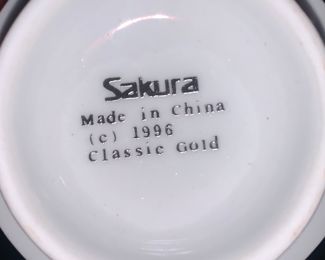 Sakura
Made in China
(c) 1996
Classic Gold